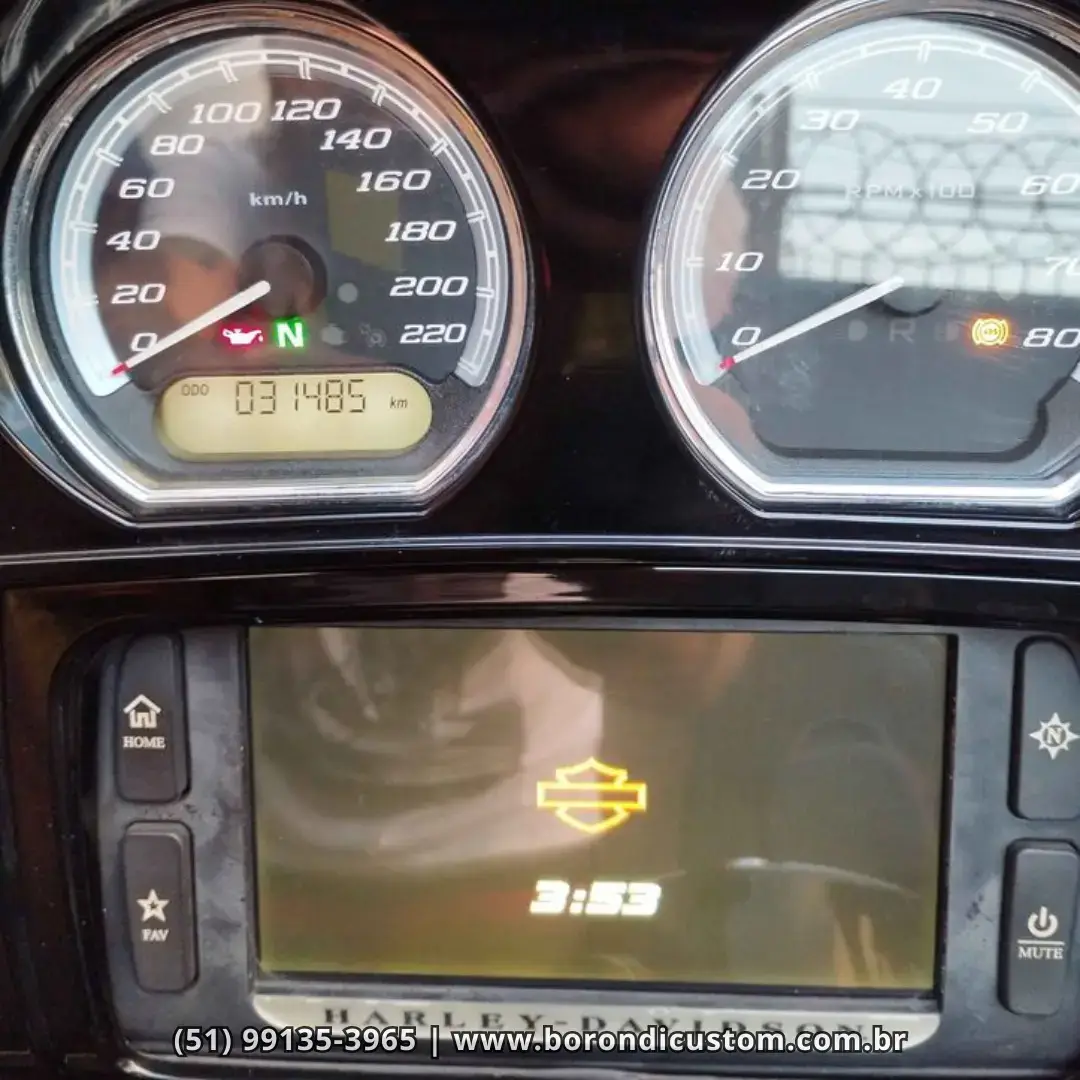 0
20
40
60
80
100
120
140
160
180
200
220
km/h
N
ODO 031485 km
0
10
20
30
40
50
60
70
80
RPM x 100
R
HOME
FAV
3:53
N
MUTE
HARLEY-DAVIDSON
(51) 99135-3965 | www.borondicustom.com.br